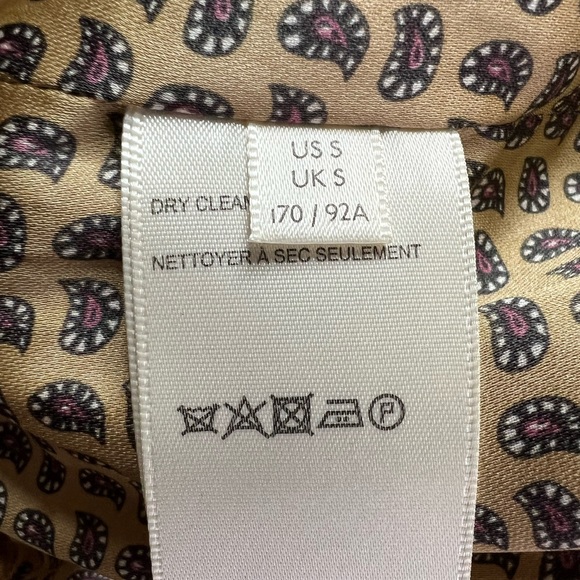 US S
UK S
170 / 92A
DRY CLEAN
NETTOYER À SEC SEULEMENT
P